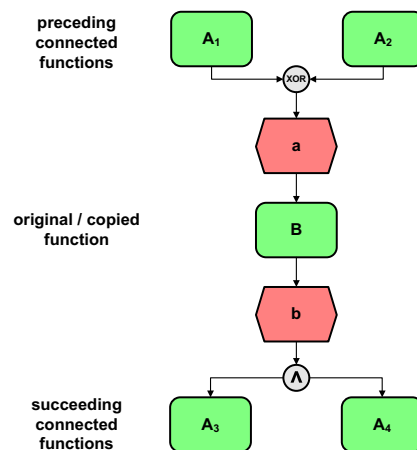 preceding
connected
functions
A₁
A₂
XOR
a
original / copied
function
B
b
∧
succeeding
connected
functions
A₃
A₄